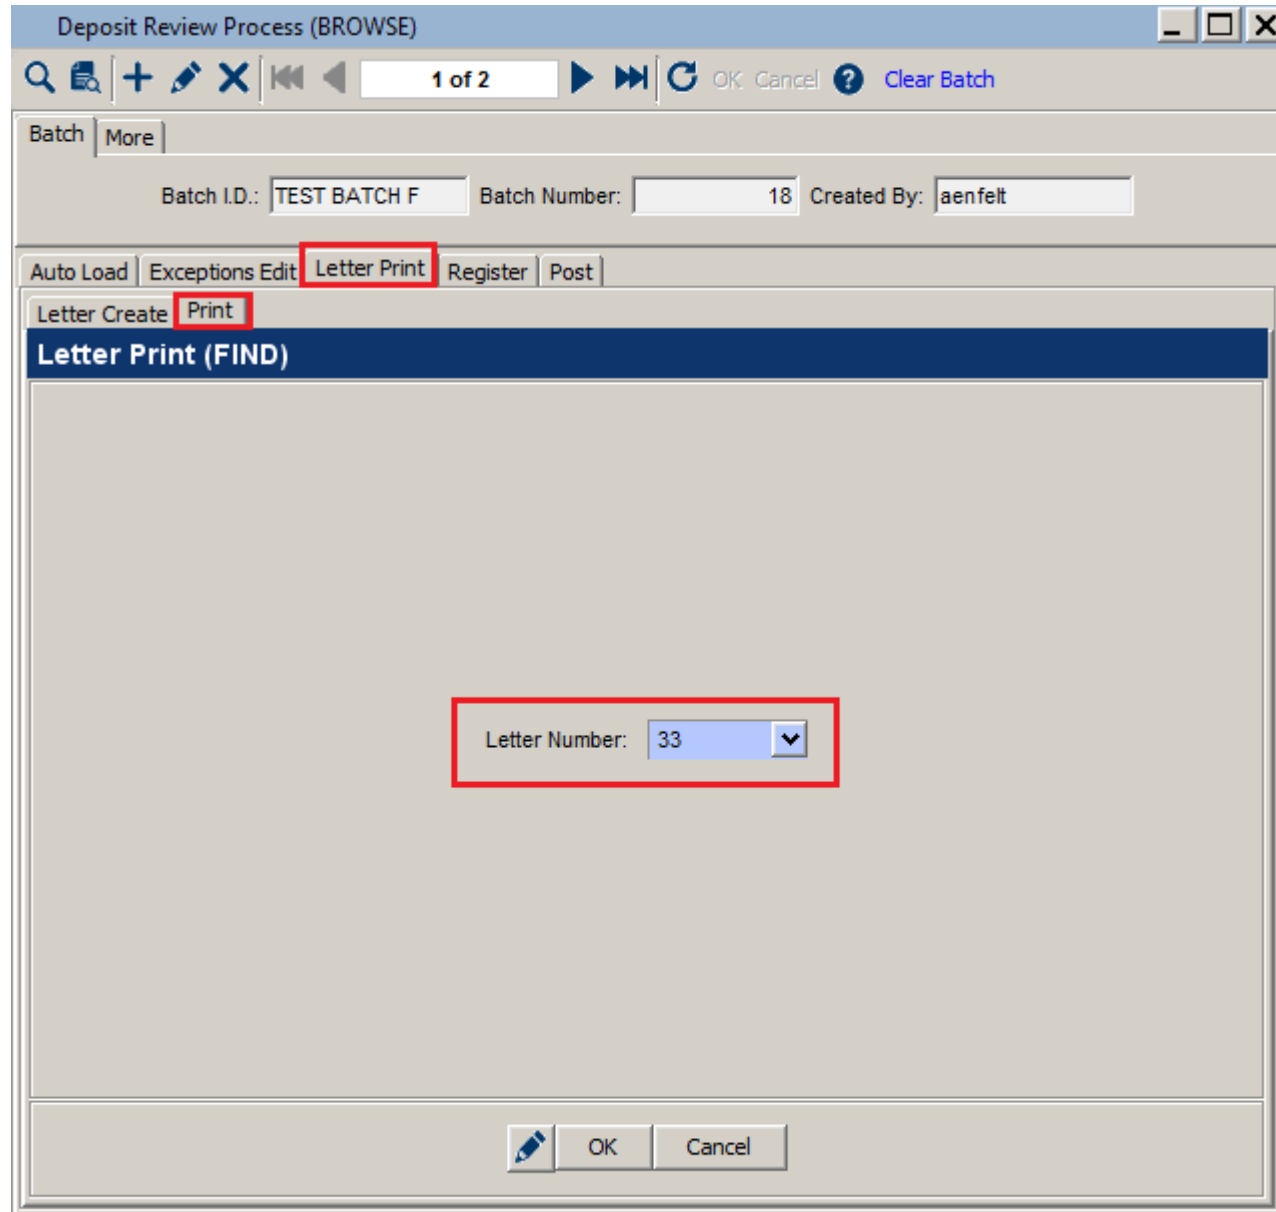 Deposit Review Process (BROWSE)
1 of 2 OK Cancel ? Clear Batch
Batch More
Batch I.D.: TEST BATCH F Batch Number: 18 Created By: aenfelt
Auto Load Exceptions Edit Letter Print Register Post
Letter Create Print
Letter Print (FIND)
Letter Number: 33
OK Cancel